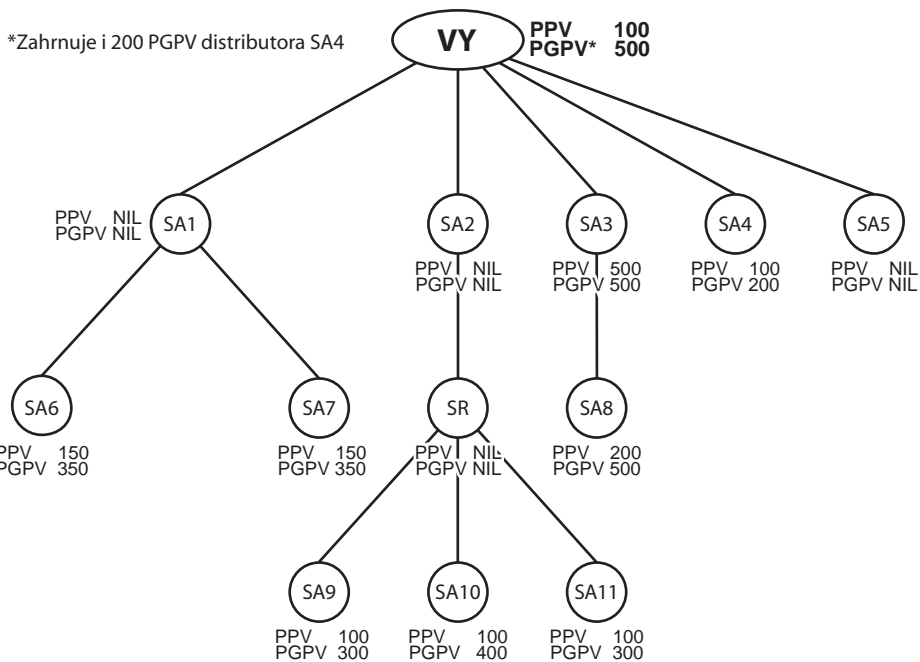 *Zahrnuje i 200 PGPV distributora SA4
VY
PPV 100
PGPV* 500
PPV NIL
PGPV NIL
SA1
SA2
PPV NIL
PGPV NIL
SA3
PPV 500
PGPV 500
SA4
PPV 100
PGPV 200
SA5
PPV NIL
PGPV NIL
SA6
PPV 150
PGPV 350
SA7
PPV 150
PGPV 350
SR
PPV NIL
PGPV NIL
SA8
PPV 200
PGPV 500
SA9
PPV 100
PGPV 300
SA10
PPV 100
PGPV 400
SA11
PPV 100
PGPV 300